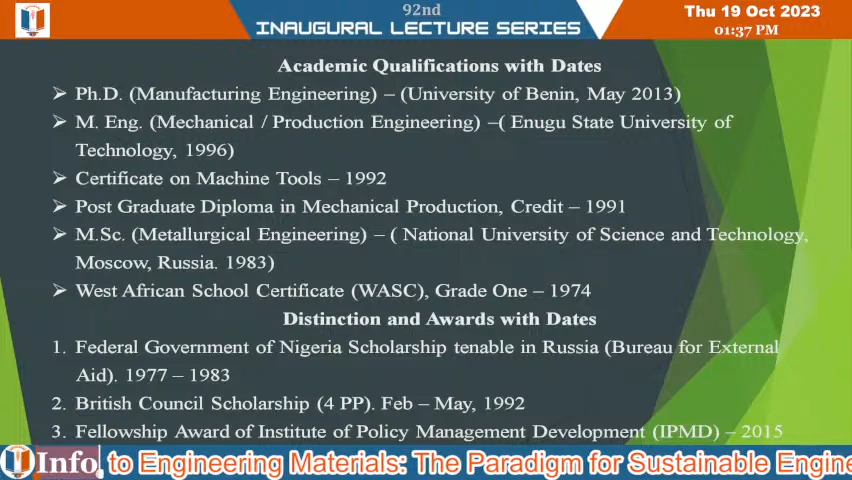 92nd
INAUGURAL LECTURE SERIES
Thu 19 Oct 2023
01:37 PM
Academic Qualifications with Dates
➢ Ph.D. (Manufacturing Engineering) – (University of Benin, May 2013)
➢ M. Eng. (Mechanical / Production Engineering) –( Enugu State University of
Technology, 1996)
➢ Certificate on Machine Tools – 1992
➢ Post Graduate Diploma in Mechanical Production, Credit – 1991
➢ M.Sc. (Metallurgical Engineering) – ( National University of Science and Technology,
Moscow, Russia. 1983)
➢ West African School Certificate (WASC), Grade One – 1974
Distinction and Awards with Dates
1. Federal Government of Nigeria Scholarship tenable in Russia (Bureau for External
Aid). 1977 – 1983
2. British Council Scholarship (4 PP). Feb – May, 1992
3. Fellowship Award of Institute of Policy Management Development (IPMD) – 2015
Info. to Engineering Materials: The Paradigm for Sustainable Engine